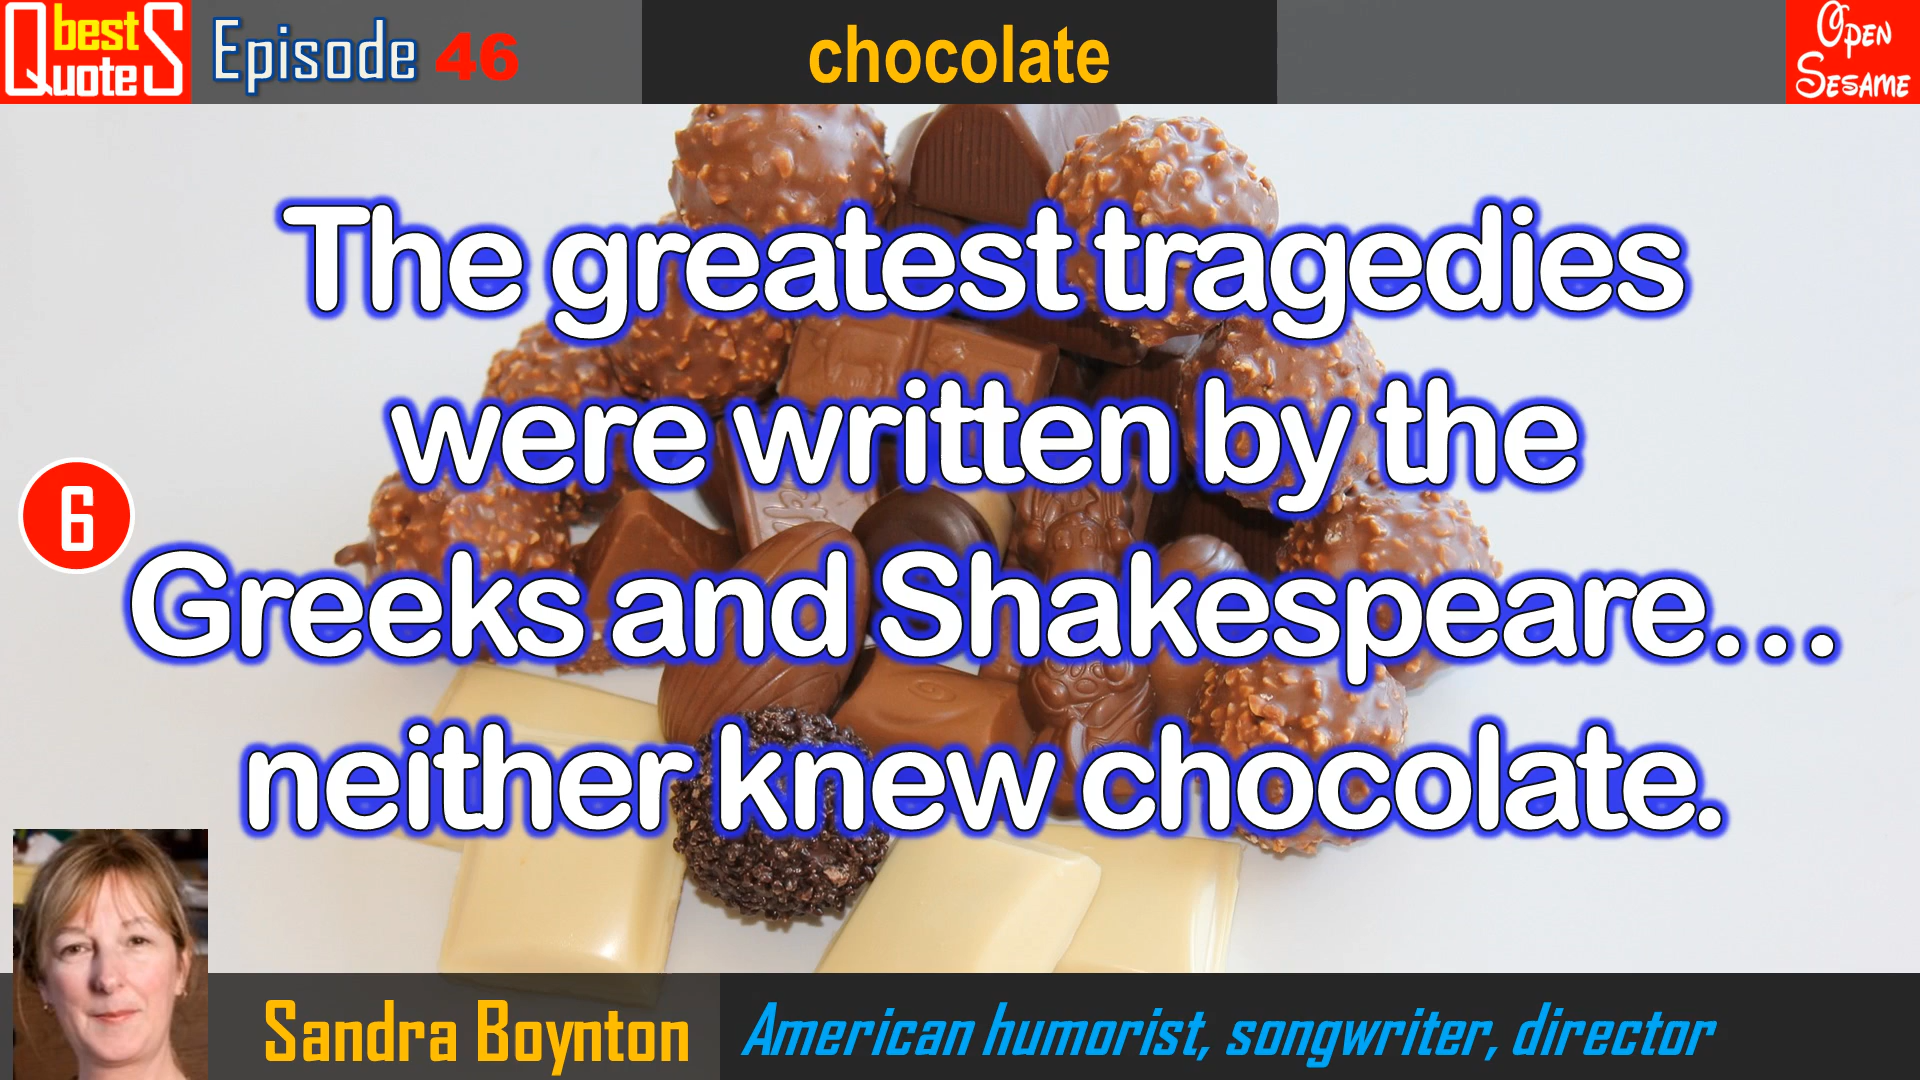 best
QuoteS
Episode 46
chocolate
Open
Sesame
The greatest tragedies
were written by the
Greeks and Shakespeare...
neither knew chocolate.
6
Sandra Boynton
American humorist, songwriter, director